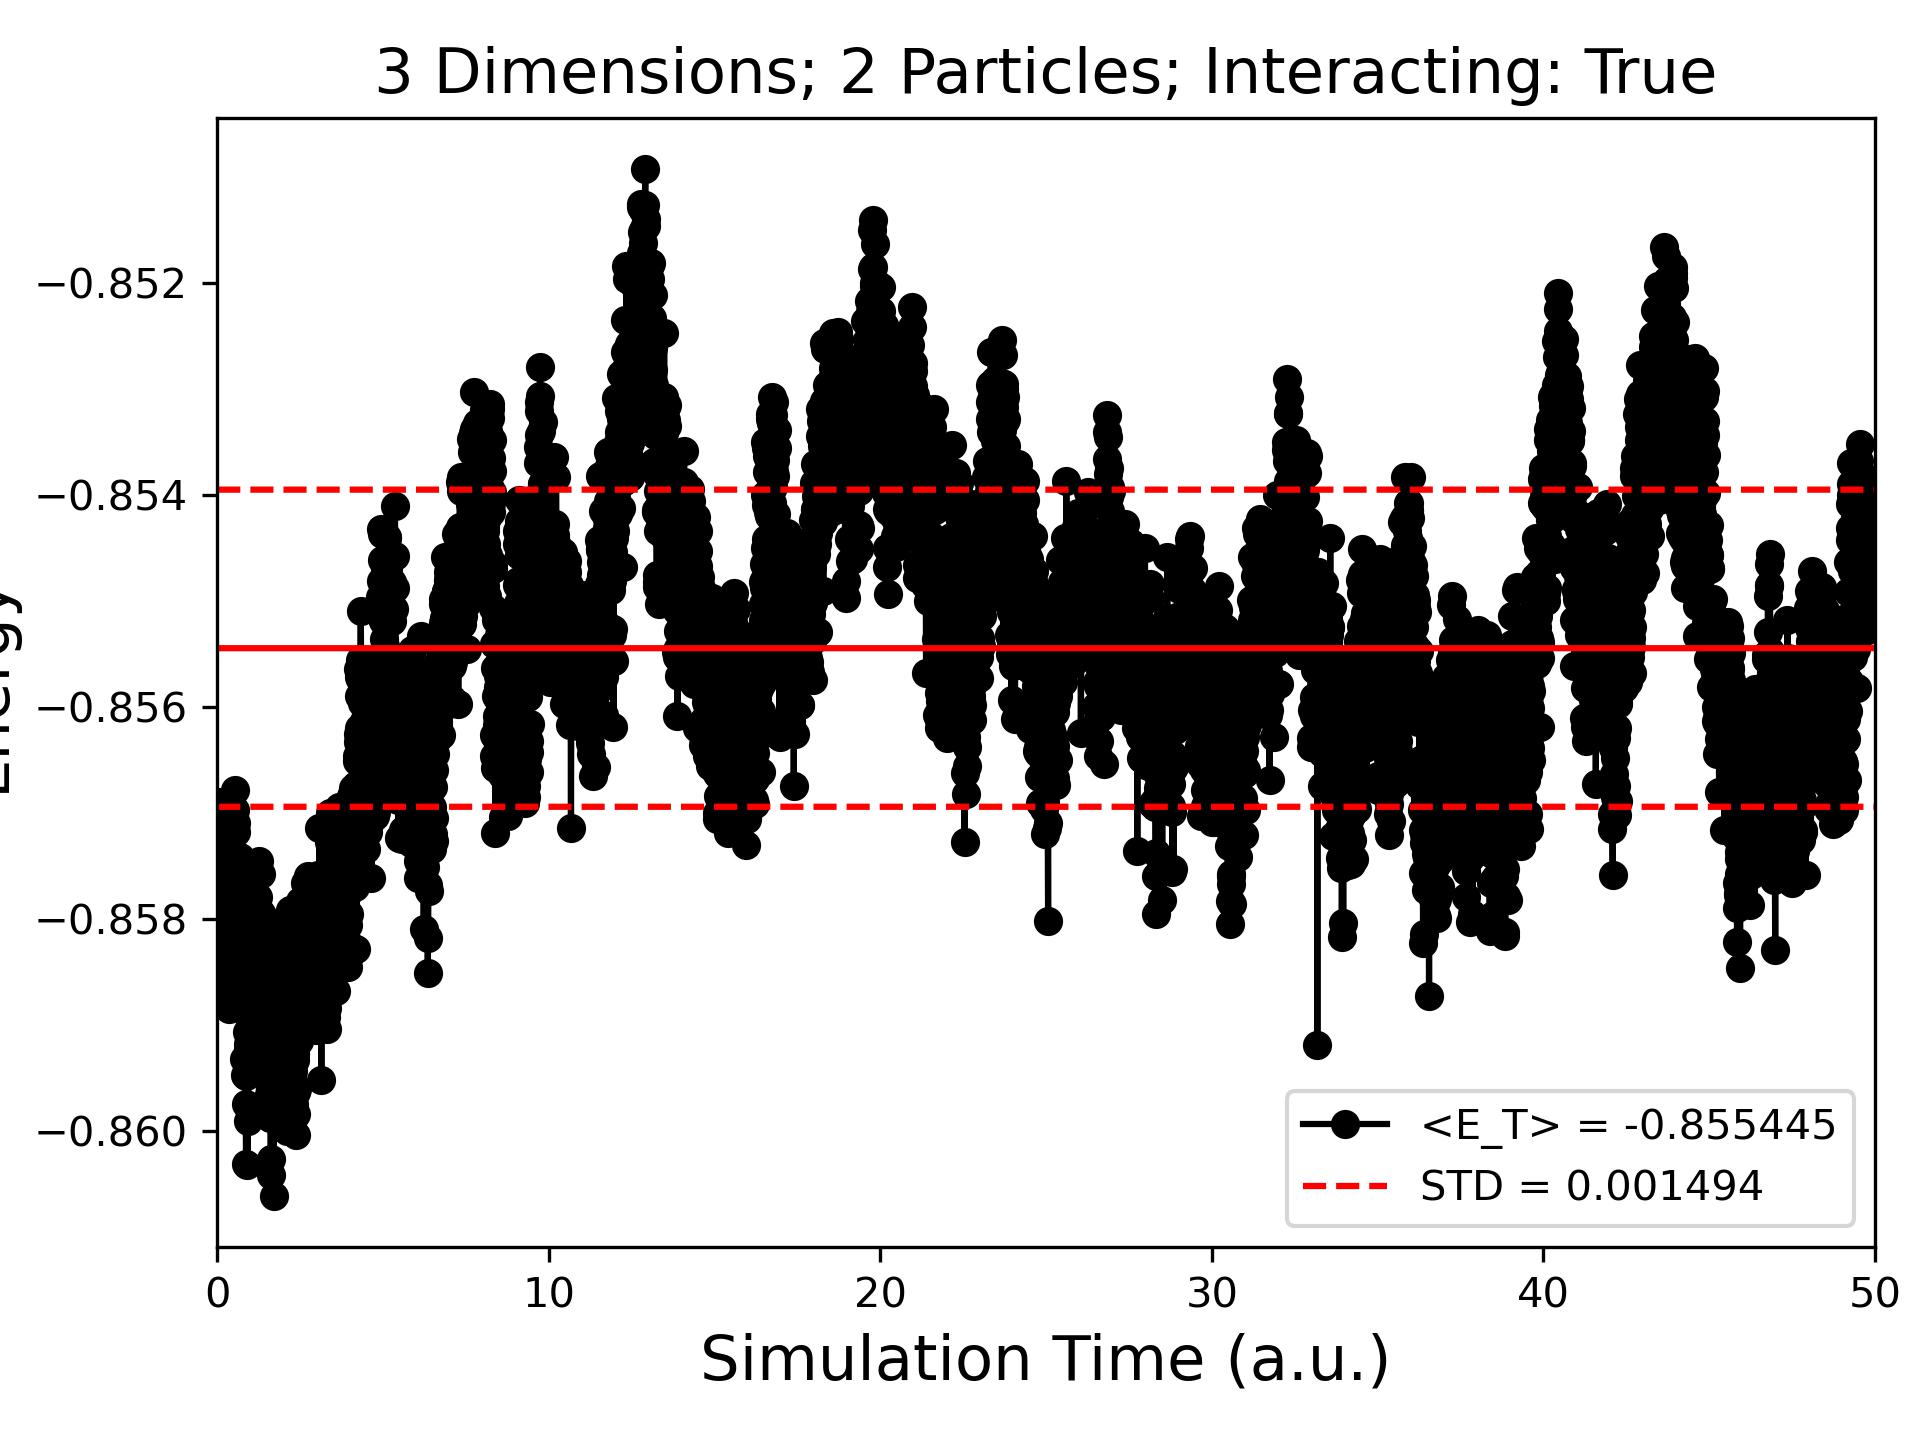 3 Dimensions; 2 Particles; Interacting: True
Energy
−0.852
−0.854
−0.856
−0.858
−0.860
<E_T> = -0.855445
STD = 0.001494
0 10 20 30 40 50
Simulation Time (a.u.)